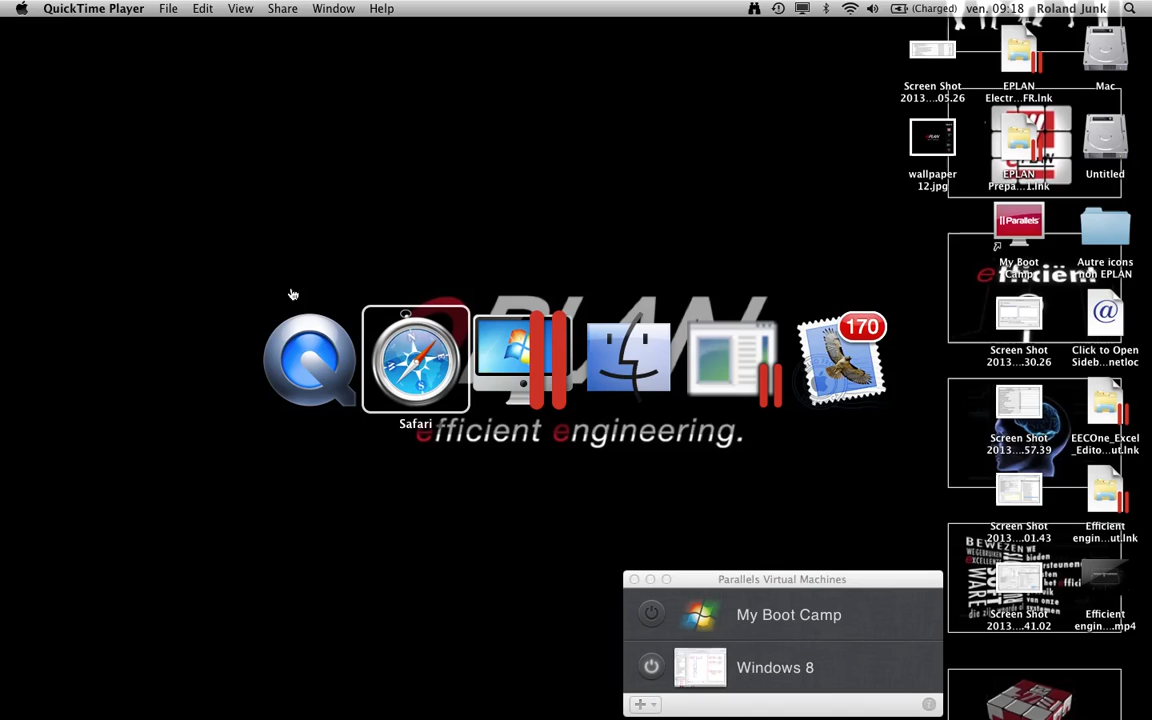 QuickTime Player File Edit View Share Window Help (Charged) ven. 09:18 Roland Junk
Screen Shot
2013....05.26
EPLAN
Electr...FR.lnk
Mac
wallpaper
12.jpg
EPLAN
Prepa...1.lnk
Untitled
Parallels
My Boot
Camp
Autre icons
non EPLAN
efficient
Screen Shot
2013....30.26
Click to Open
Sideb...netloc
170
Safari
EPLAN
efficient engineering.
Screen Shot
2013....57.39
EECOne_Excel
_Edito...ut.lnk
Screen Shot
2013....01.43
Efficient
engin...ut.lnk
BEWEZEN
Screen Shot
2013....41.02
Efficient
engin....mp4
Parallels Virtual Machines
My Boot Camp
Windows 8